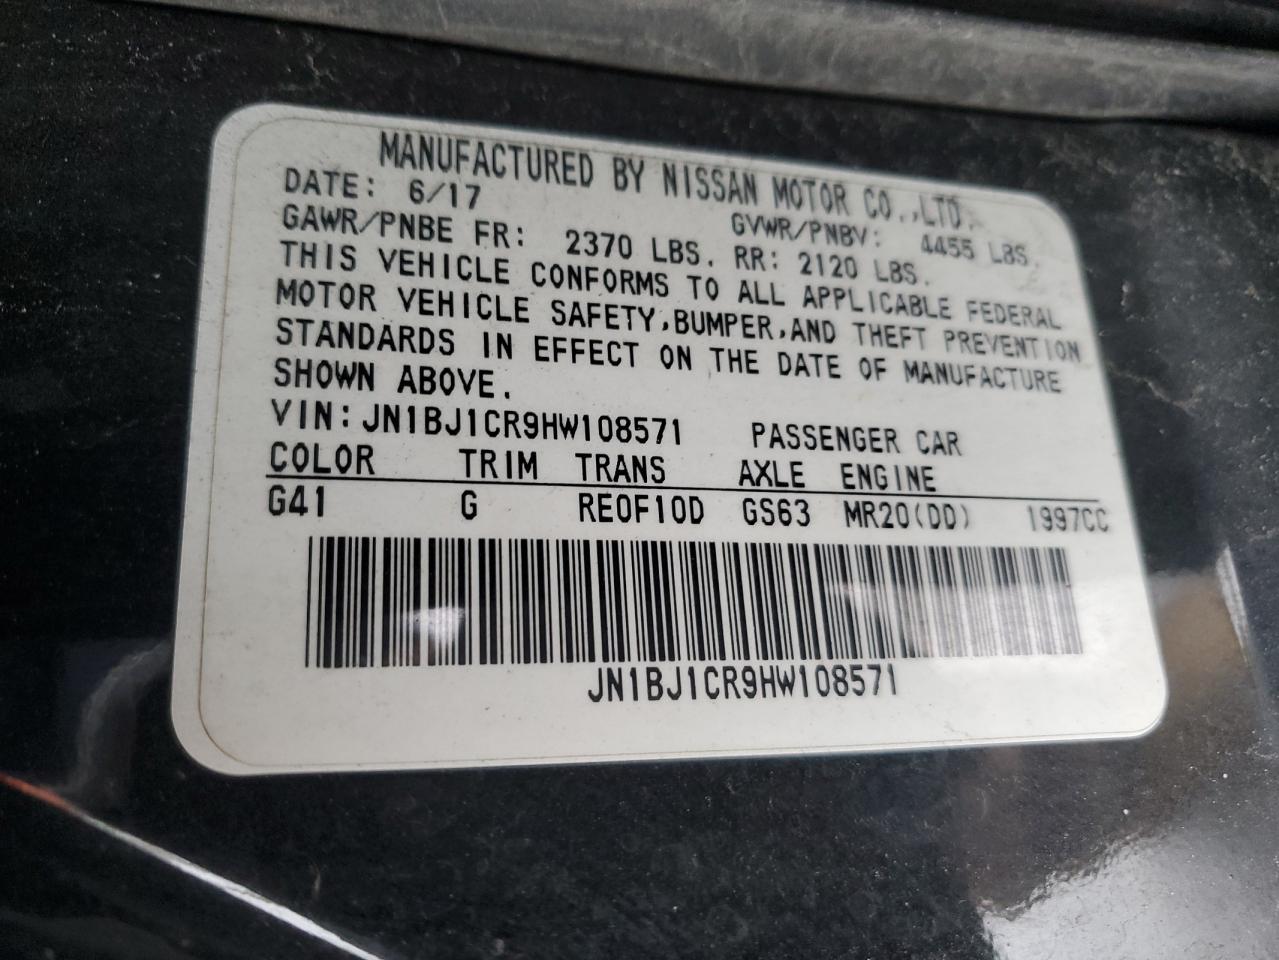 MANUFACTURED BY NISSAN MOTOR CO.,LTD.
DATE: 6/17 GVWR/PNBV: 4455 LBS.
GAWR/PNBE FR: 2370 LBS. RR: 2120 LBS.
THIS VEHICLE CONFORMS TO ALL APPLICABLE FEDERAL
MOTOR VEHICLE SAFETY,BUMPER,AND THEFT PREVENTION
STANDARDS IN EFFECT ON THE DATE OF MANUFACTURE
SHOWN ABOVE.
VIN:JN1BJ1CR9HW108571 PASSENGER CAR
COLOR TRIM TRANS AXLE ENGINE
G41 G RE0F10D GS63 MR20(DD) 1997CC
JN1BJ1CR9HW108571